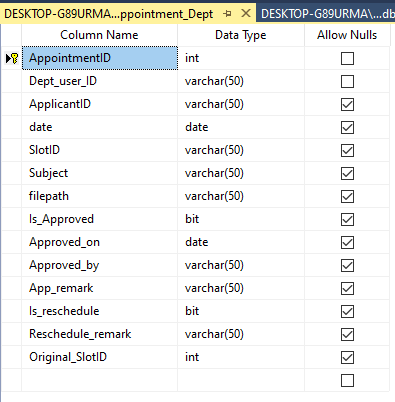 DESKTOP-G89URMA...ppointment_Dept DESKTOP-G89URMA\...db
Column Name Data Type Allow Nulls
AppointmentID int
Dept_user_ID varchar(50)
ApplicantID varchar(50)
date date
SlotID varchar(50)
Subject varchar(50)
filepath varchar(50)
Is_Approved bit
Approved_on date
Approved_by varchar(50)
App_remark varchar(50)
Is_reschedule bit
Reschedule_remark varchar(50)
Original_SlotID int